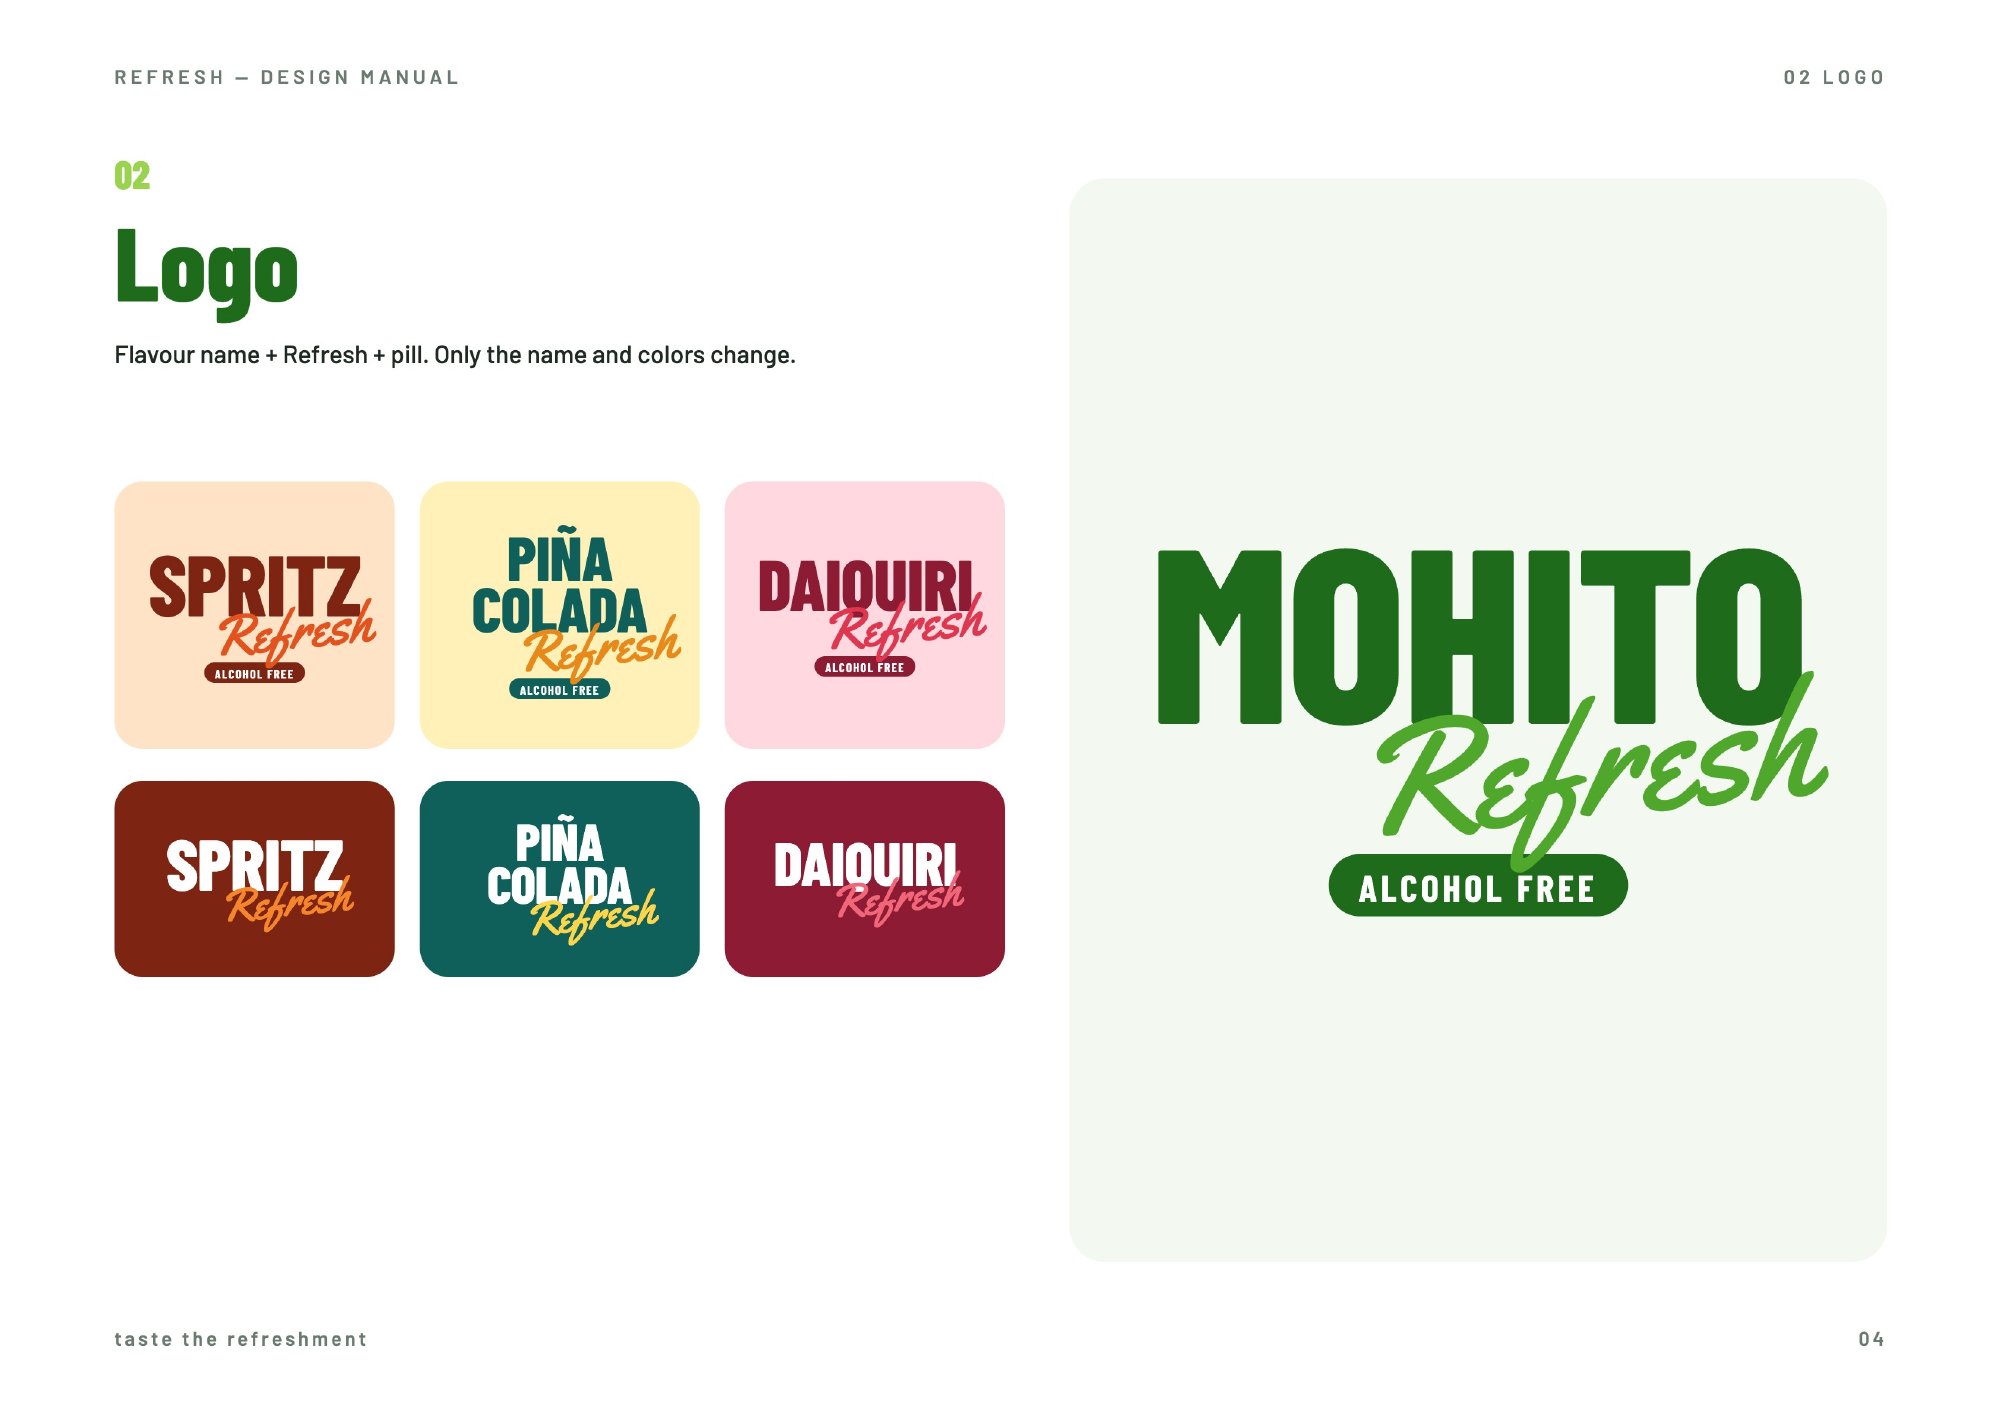 REFRESH — DESIGN MANUAL
02 LOGO
02
Logo
Flavour name + Refresh + pill. Only the name and colors change.
SPRITZ
Refresh
ALCOHOL FREE
PIÑA
COLADA
Refresh
ALCOHOL FREE
DAIQUIRI
Refresh
ALCOHOL FREE
SPRITZ
Refresh
PIÑA
COLADA
Refresh
DAIQUIRI
Refresh
MOHITO
Refresh
ALCOHOL FREE
taste the refreshment
04